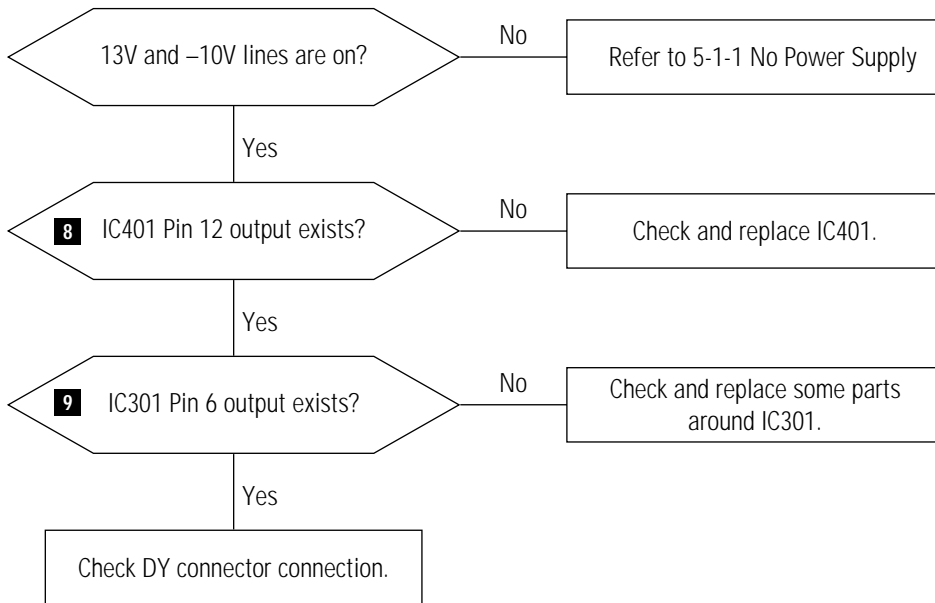 13V and –10V lines are on?
No
Refer to 5-1-1 No Power Supply
Yes
8 IC401 Pin 12 output exists?
No
Check and replace IC401.
Yes
9 IC301 Pin 6 output exists?
No
Check and replace some parts
around IC301.
Yes
Check DY connector connection.